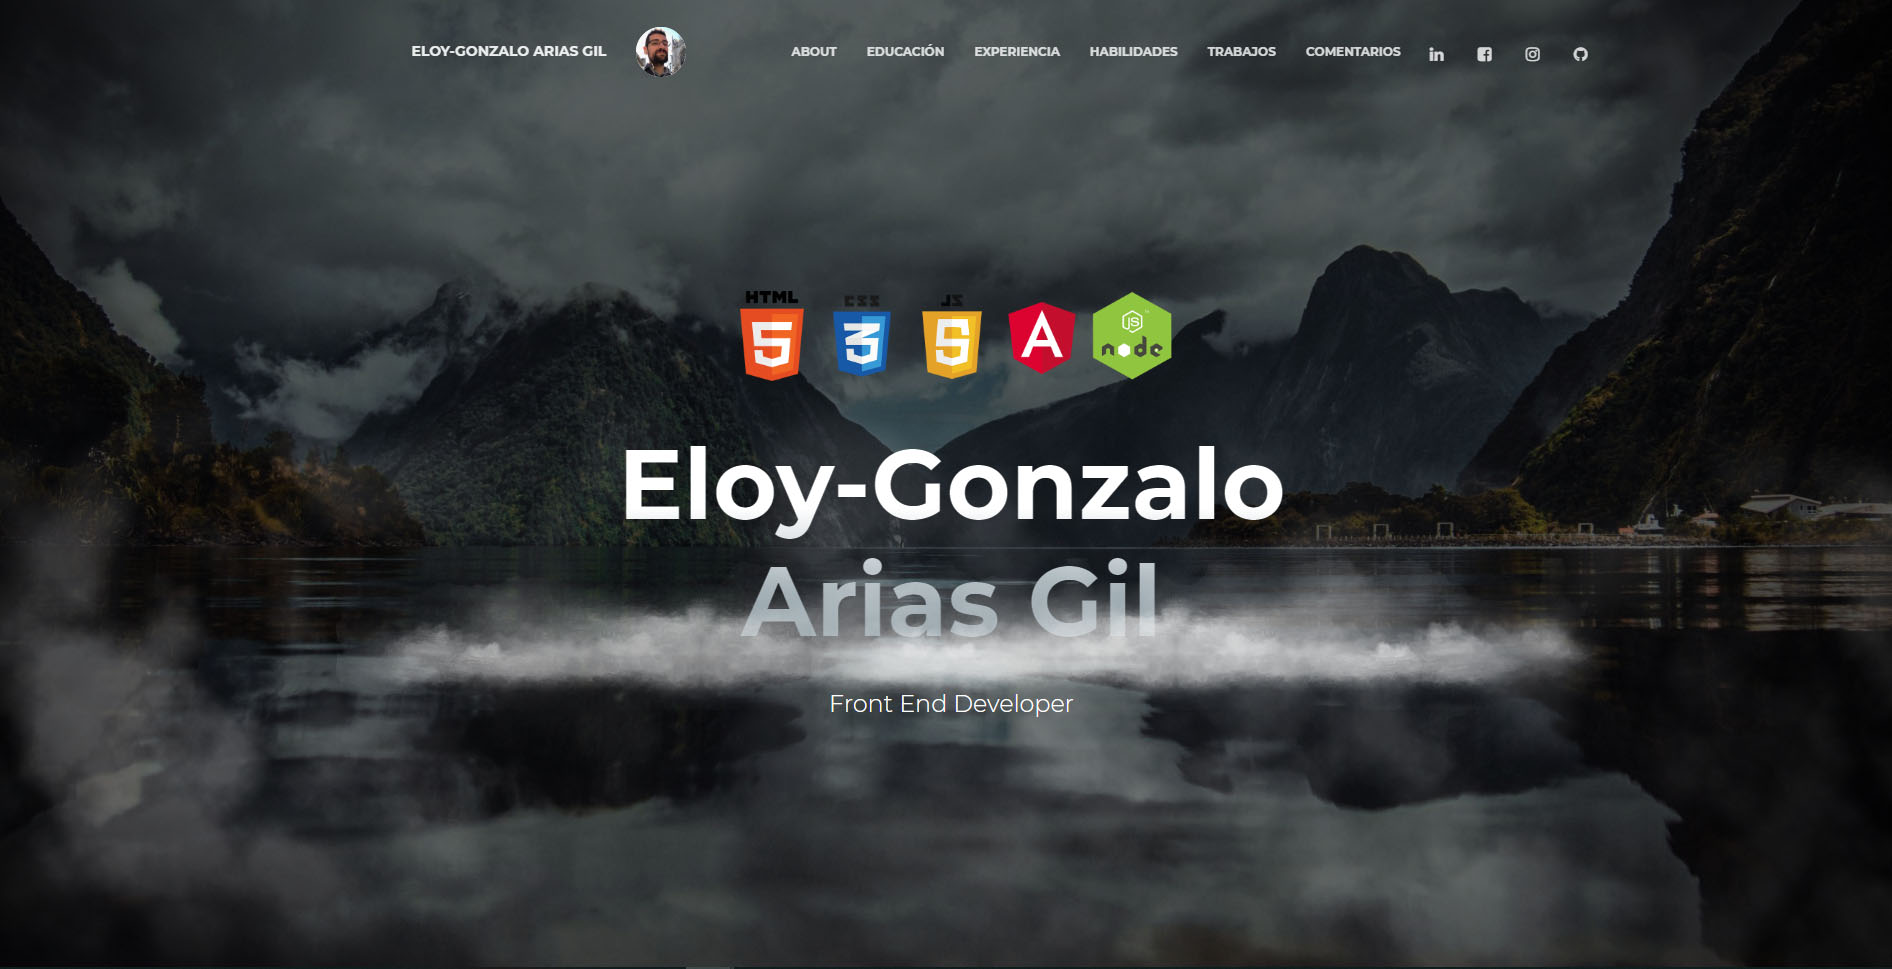 ELOY-GONZALO ARIAS GIL
ABOUT EDUCACIÓN EXPERIENCIA HABILIDADES TRABAJOS COMENTARIOS
HTML CSS JS
5 3 5 A JS node
Eloy-Gonzalo
Arias Gil
Front End Developer